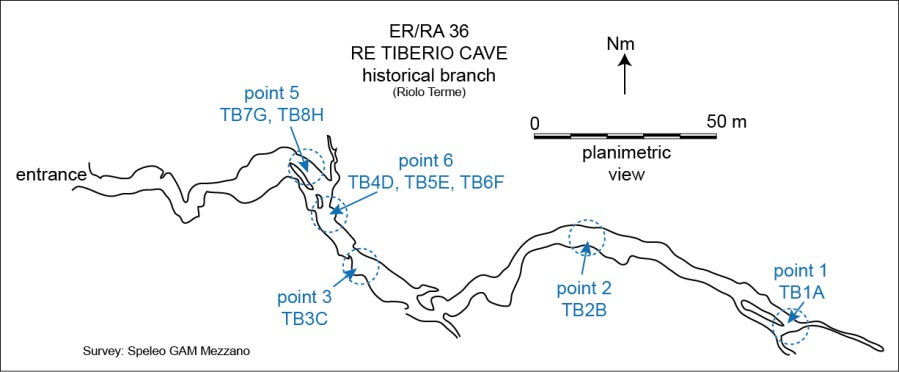 ER/RA 36
RE TIBERIO CAVE
historical branch
(Riolo Terme)
Nm
0 50 m
planimetric
view
point 5
TB7G, TB8H
point 6
TB4D, TB5E, TB6F
entrance
point 3
TB3C
point 2
TB2B
point 1
TB1A
Survey: Speleo GAM Mezzano